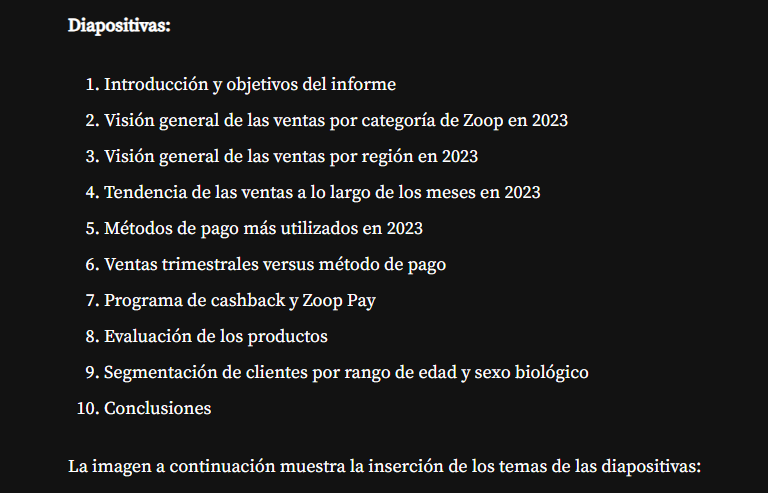 Diapositivas:
1. Introducción y objetivos del informe
2. Visión general de las ventas por categoría de Zoop en 2023
3. Visión general de las ventas por región en 2023
4. Tendencia de las ventas a lo largo de los meses en 2023
5. Métodos de pago más utilizados en 2023
6. Ventas trimestrales versus método de pago
7. Programa de cashback y Zoop Pay
8. Evaluación de los productos
9. Segmentación de clientes por rango de edad y sexo biológico
10. Conclusiones
La imagen a continuación muestra la inserción de los temas de las diapositivas: